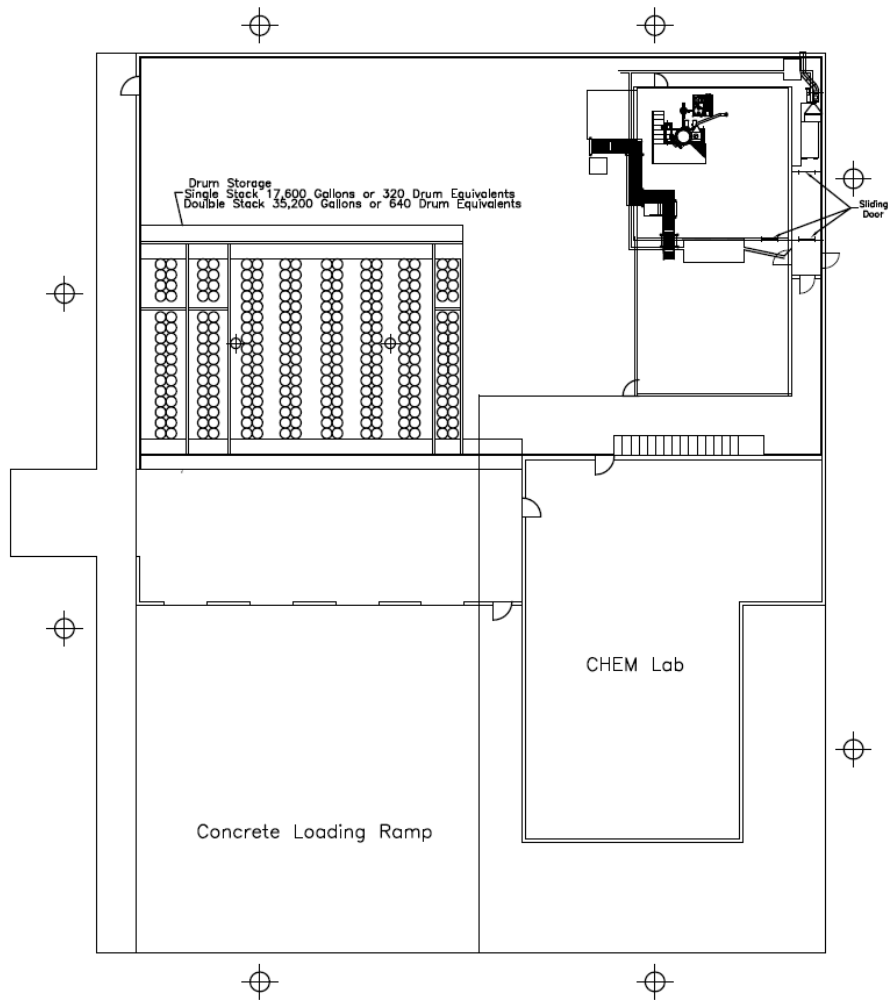 Drum Storage
Single Stack 17,600 Gallons or 320 Drum Equivalents
Double Stack 35,200 Gallons or 640 Drum Equivalents
Sliding
Door
CHEM Lab
Concrete Loading Ramp